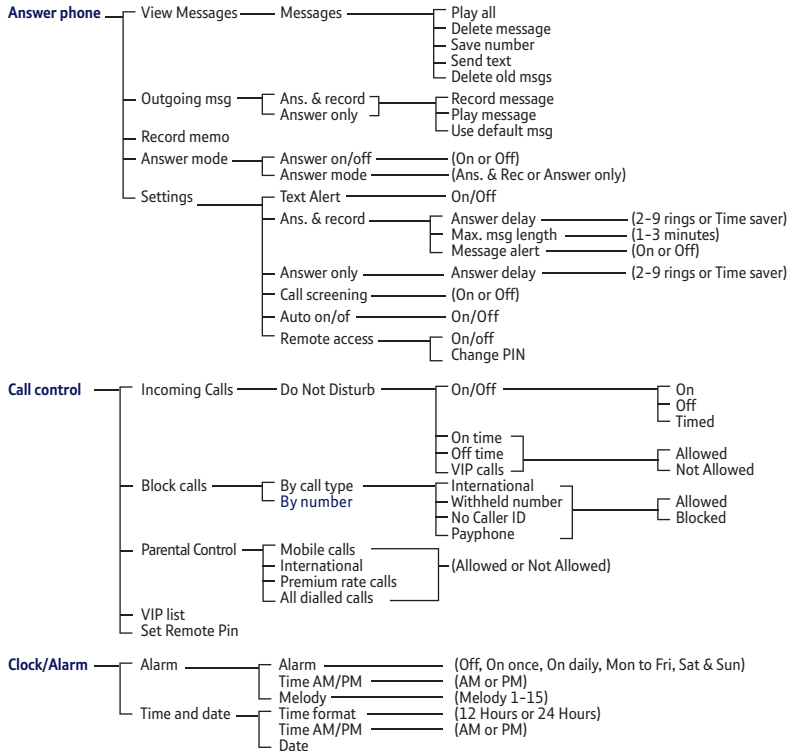 Answer phone View Messages Messages Play all
Delete message
Save number
Send text
Delete old msgs
Outgoing msg Ans. & record Record message
Answer only Play message
Use default msg
Record memo
Answer mode Answer on/off (On or Off)
Answer mode (Ans. & Rec or Answer only)
Settings Text Alert On/Off
Ans. & record Answer delay (2-9 rings or Time saver)
Max. msg length (1-3 minutes)
Message alert (On or Off)
Answer only Answer delay (2-9 rings or Time saver)
Call screening (On or Off)
Auto on/of On/Off
Remote access On/off
Change PIN
Call control Incoming Calls Do Not Disturb On/Off On
Off
Timed
On time
Off time Allowed
VIP calls Not Allowed
Block calls By call type International
By number Withheld number Allowed
No Caller ID Blocked
Payphone
Parental Control Mobile calls
International (Allowed or Not Allowed)
Premium rate calls
All dialled calls
VIP list
Set Remote Pin
Clock/Alarm Alarm Alarm (Off, On once, On daily, Mon to Fri, Sat & Sun)
Time AM/PM (AM or PM)
Melody (Melody 1-15)
Time and date Time format (12 Hours or 24 Hours)
Time AM/PM (AM or PM)
Date